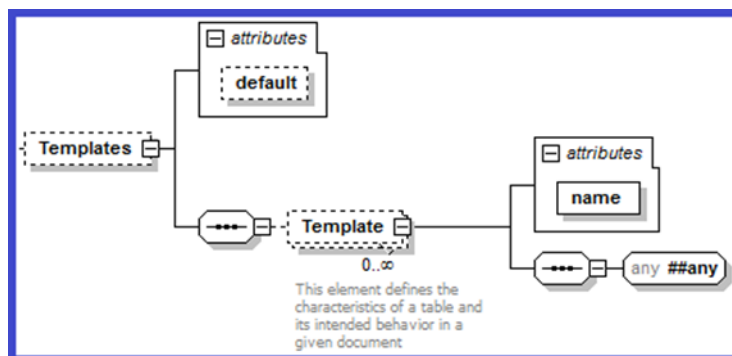 attributes
default
Templates
attributes
name
Template
0..∞
any ##any
This element defines the
characteristics of a table and
its intended behavior in a
given document